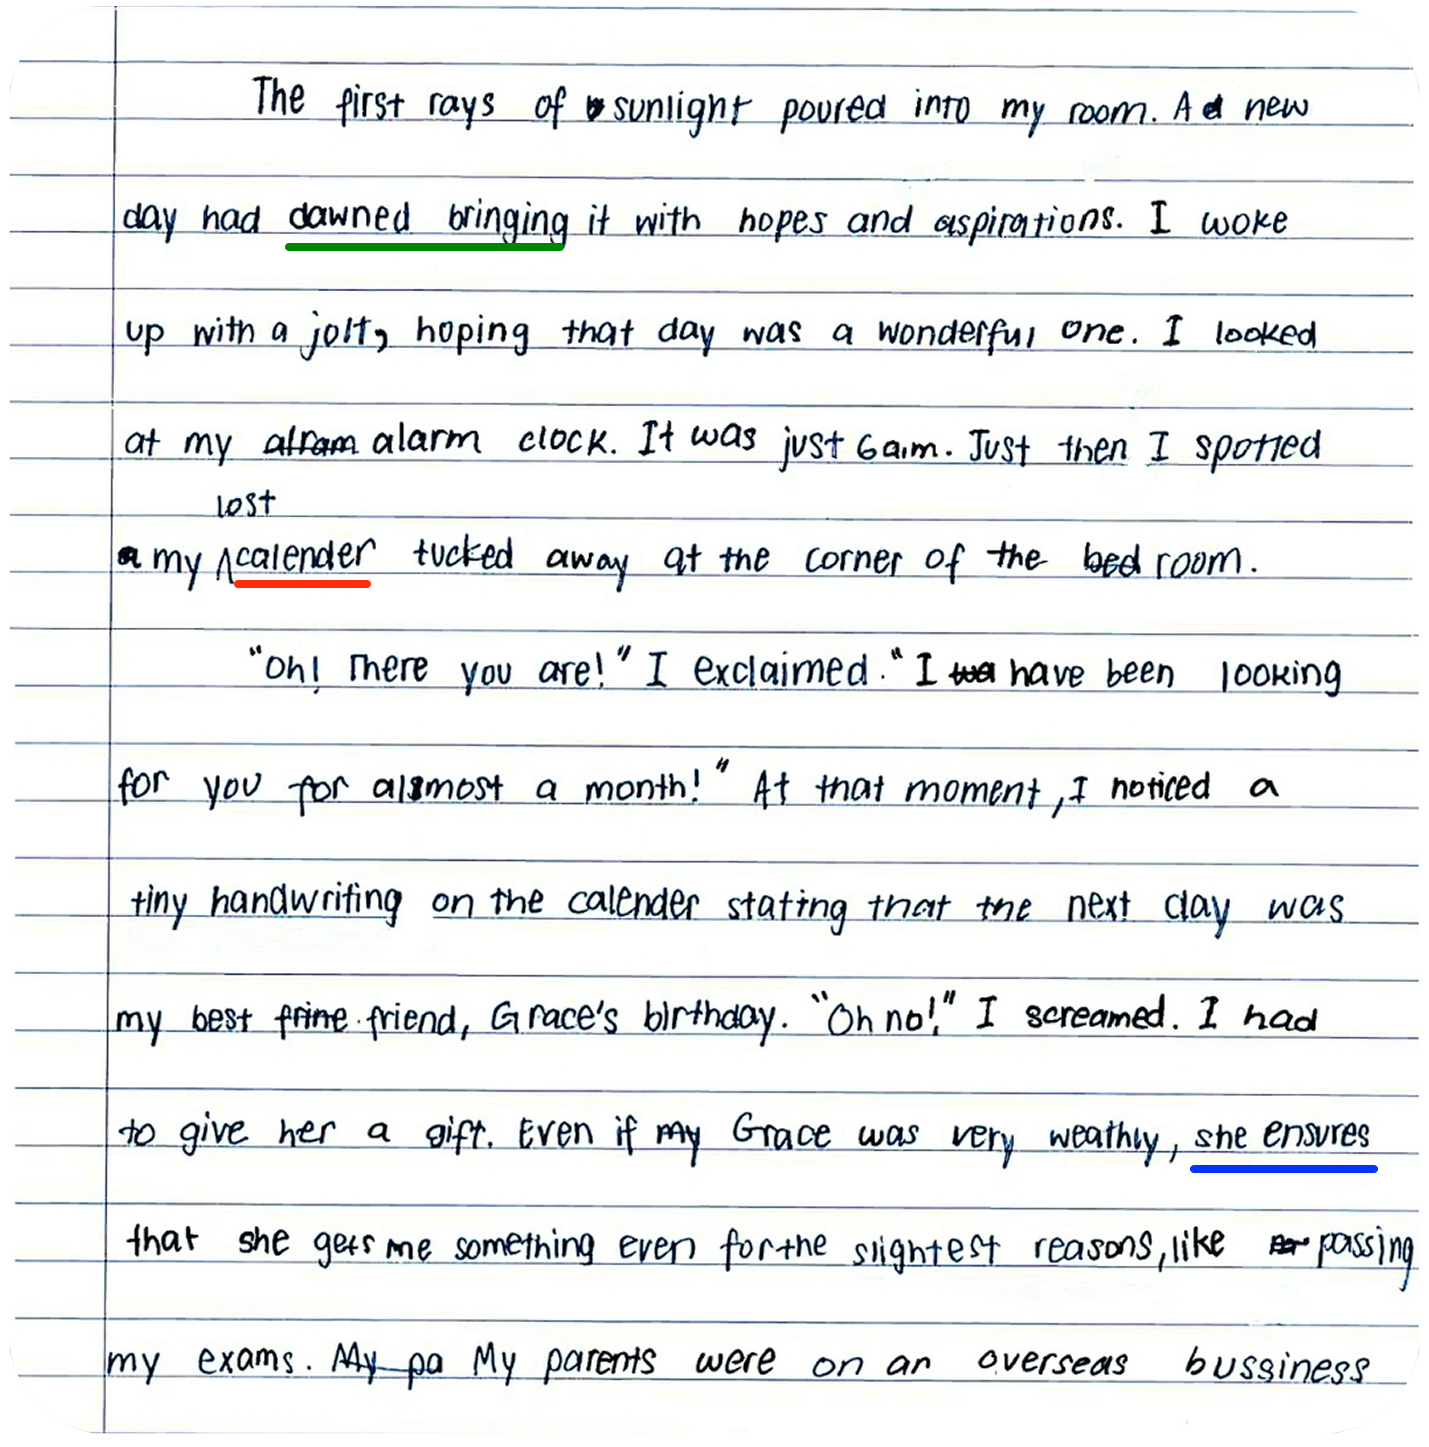 The first rays of sunlight poured into my room. A new
day had dawned bringing it with hopes and aspirations. I woke
up with a jolt, hoping that day was a wonderful one. I looked
at my alram alarm clock. It was just 6 a.m. Just then I spotted
lost
a my ^calender tucked away at the corner of the bed room.
"Oh! There you are!" I exclaimed. "I wa have been looking
for you for almost a month!" At that moment, I noticed a
tiny handwriting on the calender stating that the next day was
my best frine friend, Grace's birthday. "Oh no!," I screamed. I had
to give her a gift. Even if my Grace was very weathly, she ensures
that she gets me something even for the slightest reasons, like passing
my exams. My pa My parents were on an overseas bussiness